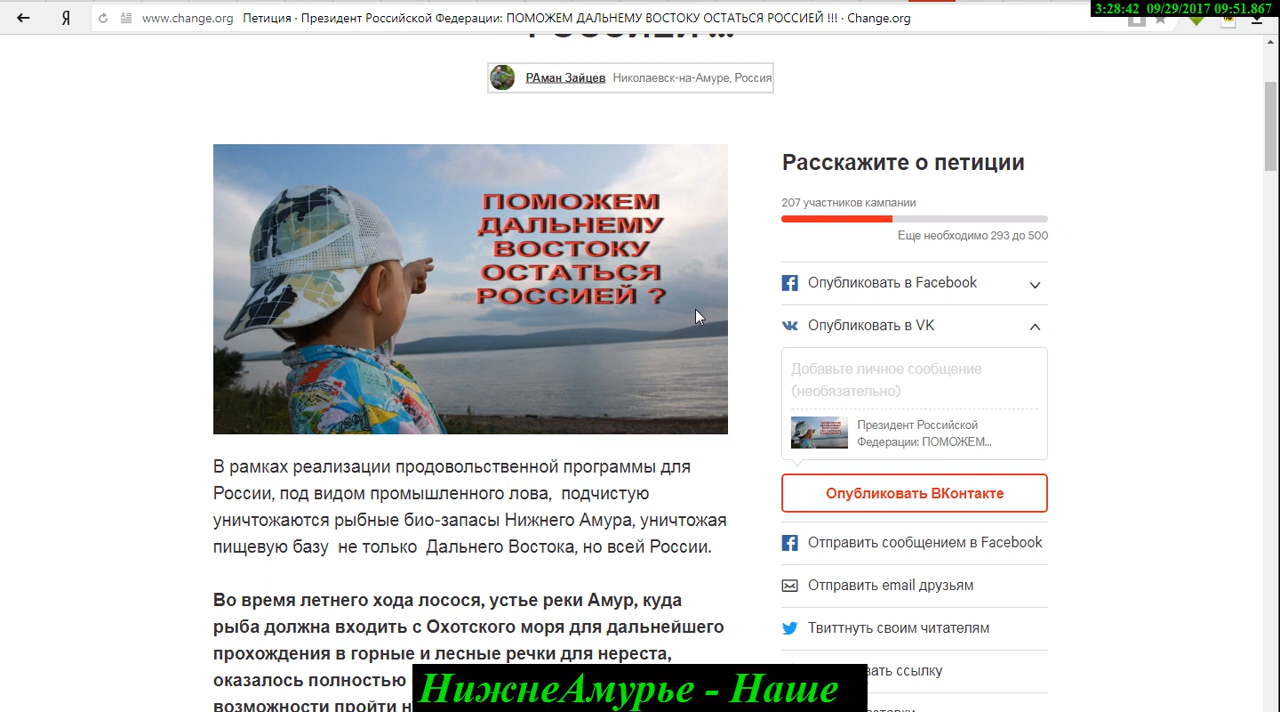 www.change.org Петиция · Президент Российской Федерации: ПОМОЖЕМ ДАЛЬНЕМУ ВОСТОКУ ОСТАТЬСЯ РОССИЕЙ !!! · Change.org
3:28:42 09/29/2017 09:51.867
РАман Зайцев Николаевск-на-Амуре, Россия
ПОМОЖЕМ
ДАЛЬНЕМУ
ВОСТОКУ
ОСТАТЬСЯ
РОССИЕЙ ?
В рамках реализации продовольственной программы для
России, под видом промышленного лова, подчистую
уничтожаются рыбные био-запасы Нижнего Амура, уничтожая
пищевую базу не только Дальнего Востока, но всей России.
Во время летнего хода лосося, устье реки Амур, куда
рыба должна входить с Охотского моря для дальнейшего
прохождения в горные и лесные речки для нереста,
оказалось полностью
возможности пройти
Расскажите о петиции
207 участников кампании
Еще необходимо 293 до 500
Опубликовать в Facebook
Опубликовать в VK
Добавьте личное сообщение
(необязательно)
Президент Российской
Федерации: ПОМОЖЕМ...
Опубликовать ВКонтакте
Отправить сообщением в Facebook
Отправить email друзьям
Твиттнуть своим читателям
ссылку
НижнеАмурье - Наше